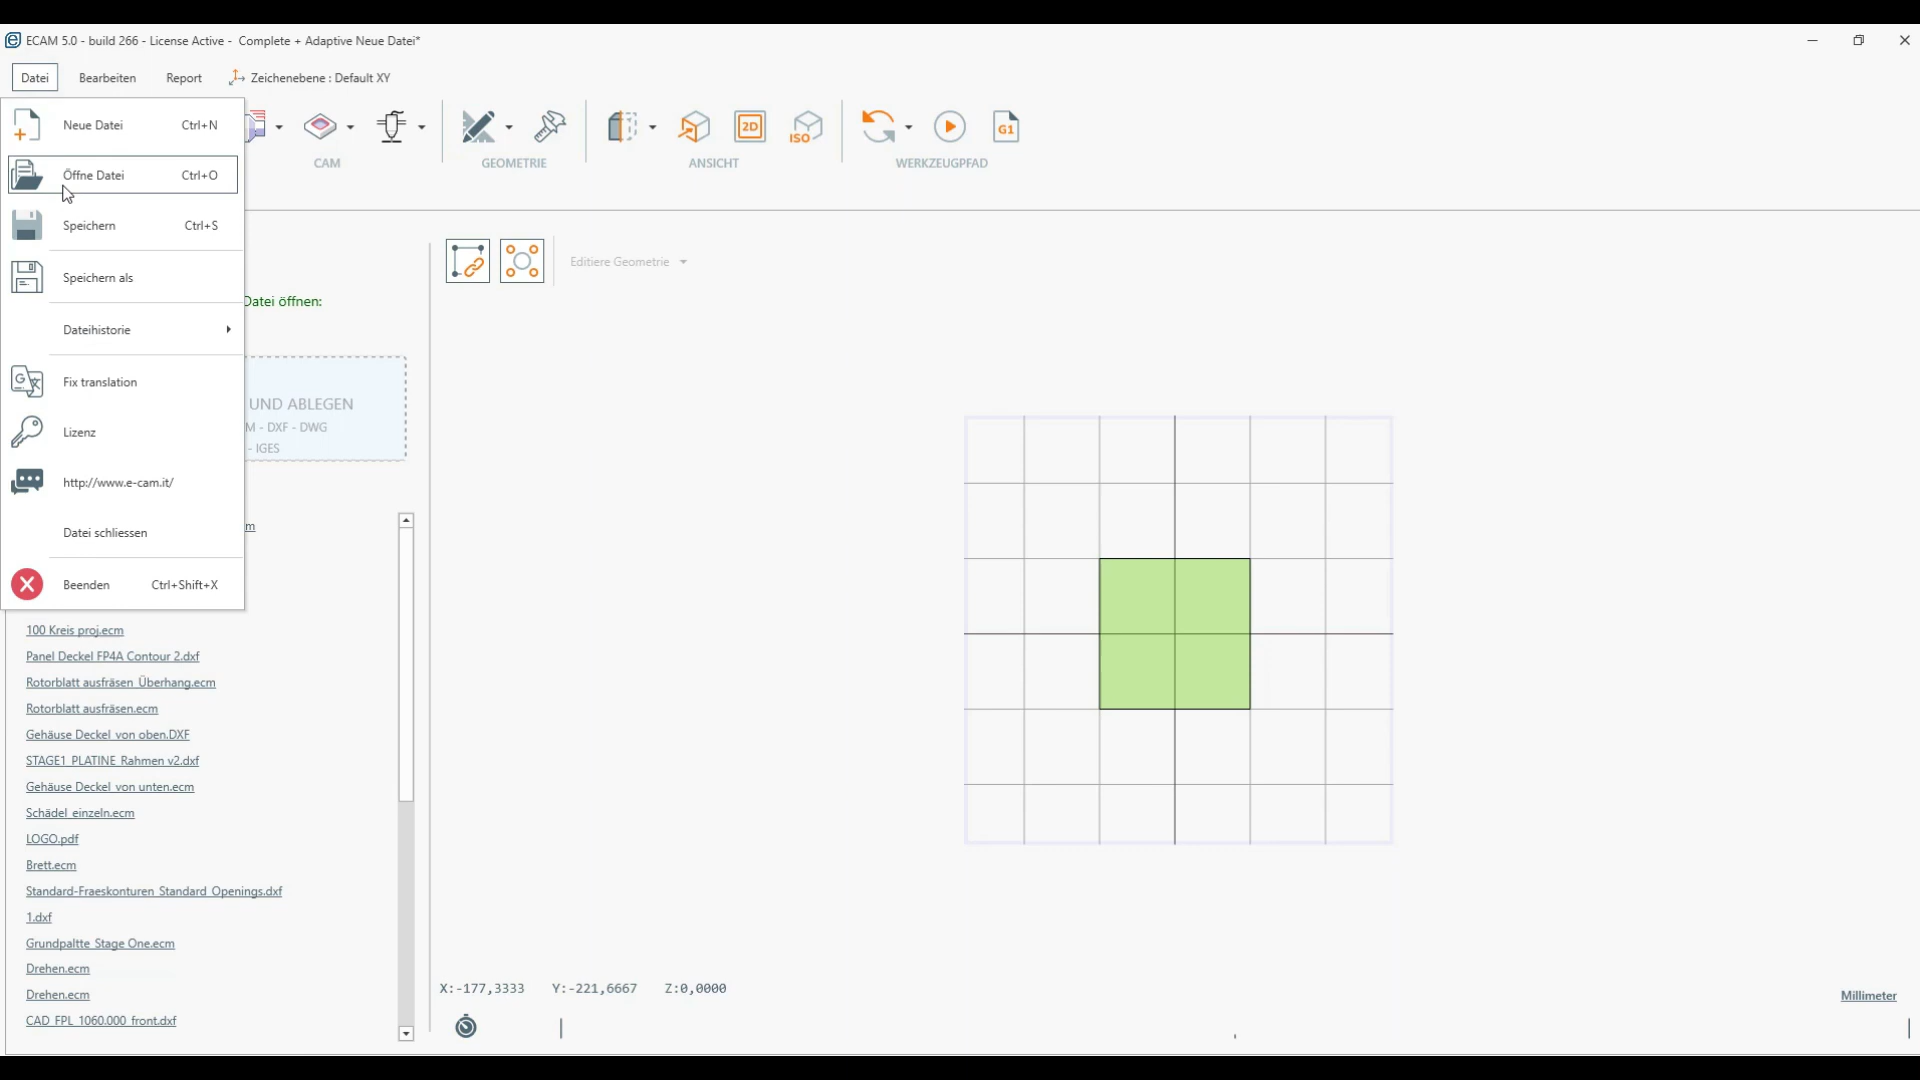 ECAM 5.0 - build 266 - License Active - Complete + Adaptive Neue Datei*
Datei Bearbeiten Report Zeichenebene : Default XY
Neue Datei Ctrl+N
Öffne Datei Ctrl+O
Speichern Ctrl+S
Speichern als
Dateihistorie
Fix translation
Lizenz
http://www.e-cam.it/
Datei schliessen
Beenden Ctrl+Shift+X
2D
ISO
G1
CAM GEOMETRIE ANSICHT WERKZEUGPFAD
Editiere Geometrie
Datei öffnen:
UND ABLEGEN
M - DXF - DWG
- IGES
m
100 Kreis proj.ecm
Panel Deckel FP4A Contour 2.dxf
Rotorblatt ausfräsen Überhang.ecm
Rotorblatt ausfräsen.ecm
Gehäuse Deckel von oben.DXF
STAGE1 PLATINE Rahmen v2.dxf
Gehäuse Deckel von unten.ecm
Schädel einzeln.ecm
LOGO.pdf
Brett.ecm
Standard-Fraeskonturen Standard Openings.dxf
1.dxf
Grundpaltte Stage One.ecm
Drehen.ecm
Drehen.ecm
CAD FPL 1060.000 front.dxf
X:-177,3333 Y:-221,6667 Z:0,0000
Millimeter